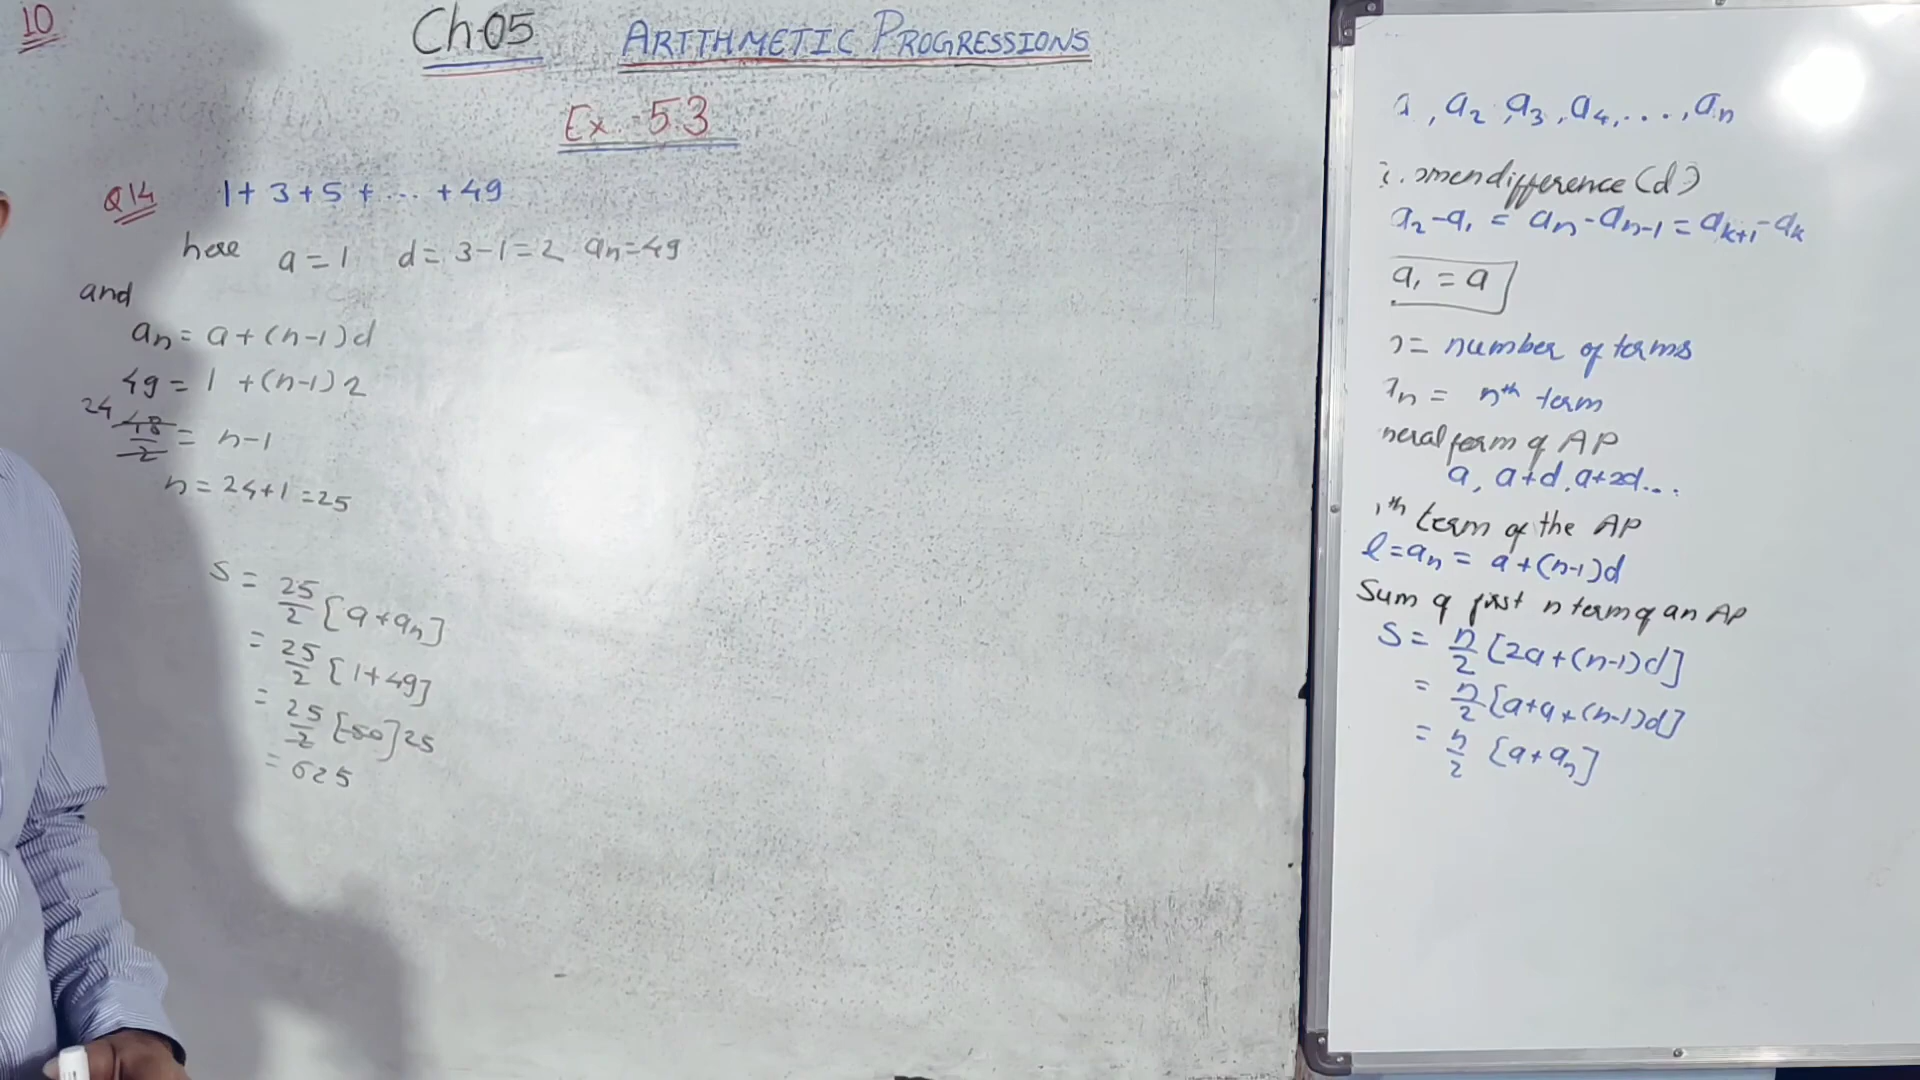 10
Ch.05 ARITHMETIC PROGRESSIONS
Ex. 5.3
Q14 1 + 3 + 5 + ... + 49
here a = 1 d = 3-1 = 2 an = 49
and
an = a + (n-1)d
49 = 1 + (n-1)2
24 48/2 = n-1
n = 24+1 = 25
S = 25/2 [a+an]
= 25/2 [1+49]
= 25/2 [50] 25
= 625
, a2, a3, a4, ..., an
difference (d)
a2-a1 = an-an-1 = ak+1-ak
a1 = a
= number of terms
n = nth term
neral form of AP
a, a+d, a+2d...
th term of the AP
l = an = a+(n-1)d
Sum of first n term of an AP
S = n/2 [2a+(n-1)d]
= n/2 [a+a+(n-1)d]
= n/2 [a+an]